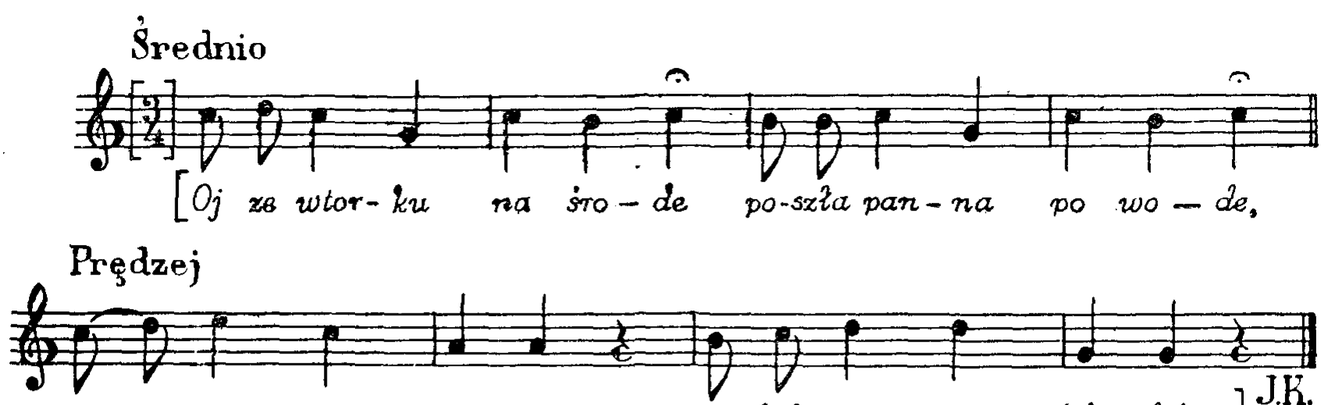 Średnio
[Oj ze wtor-ku na śro-de po-szła pan-na po wo-de,
Prędzej
] J.K.